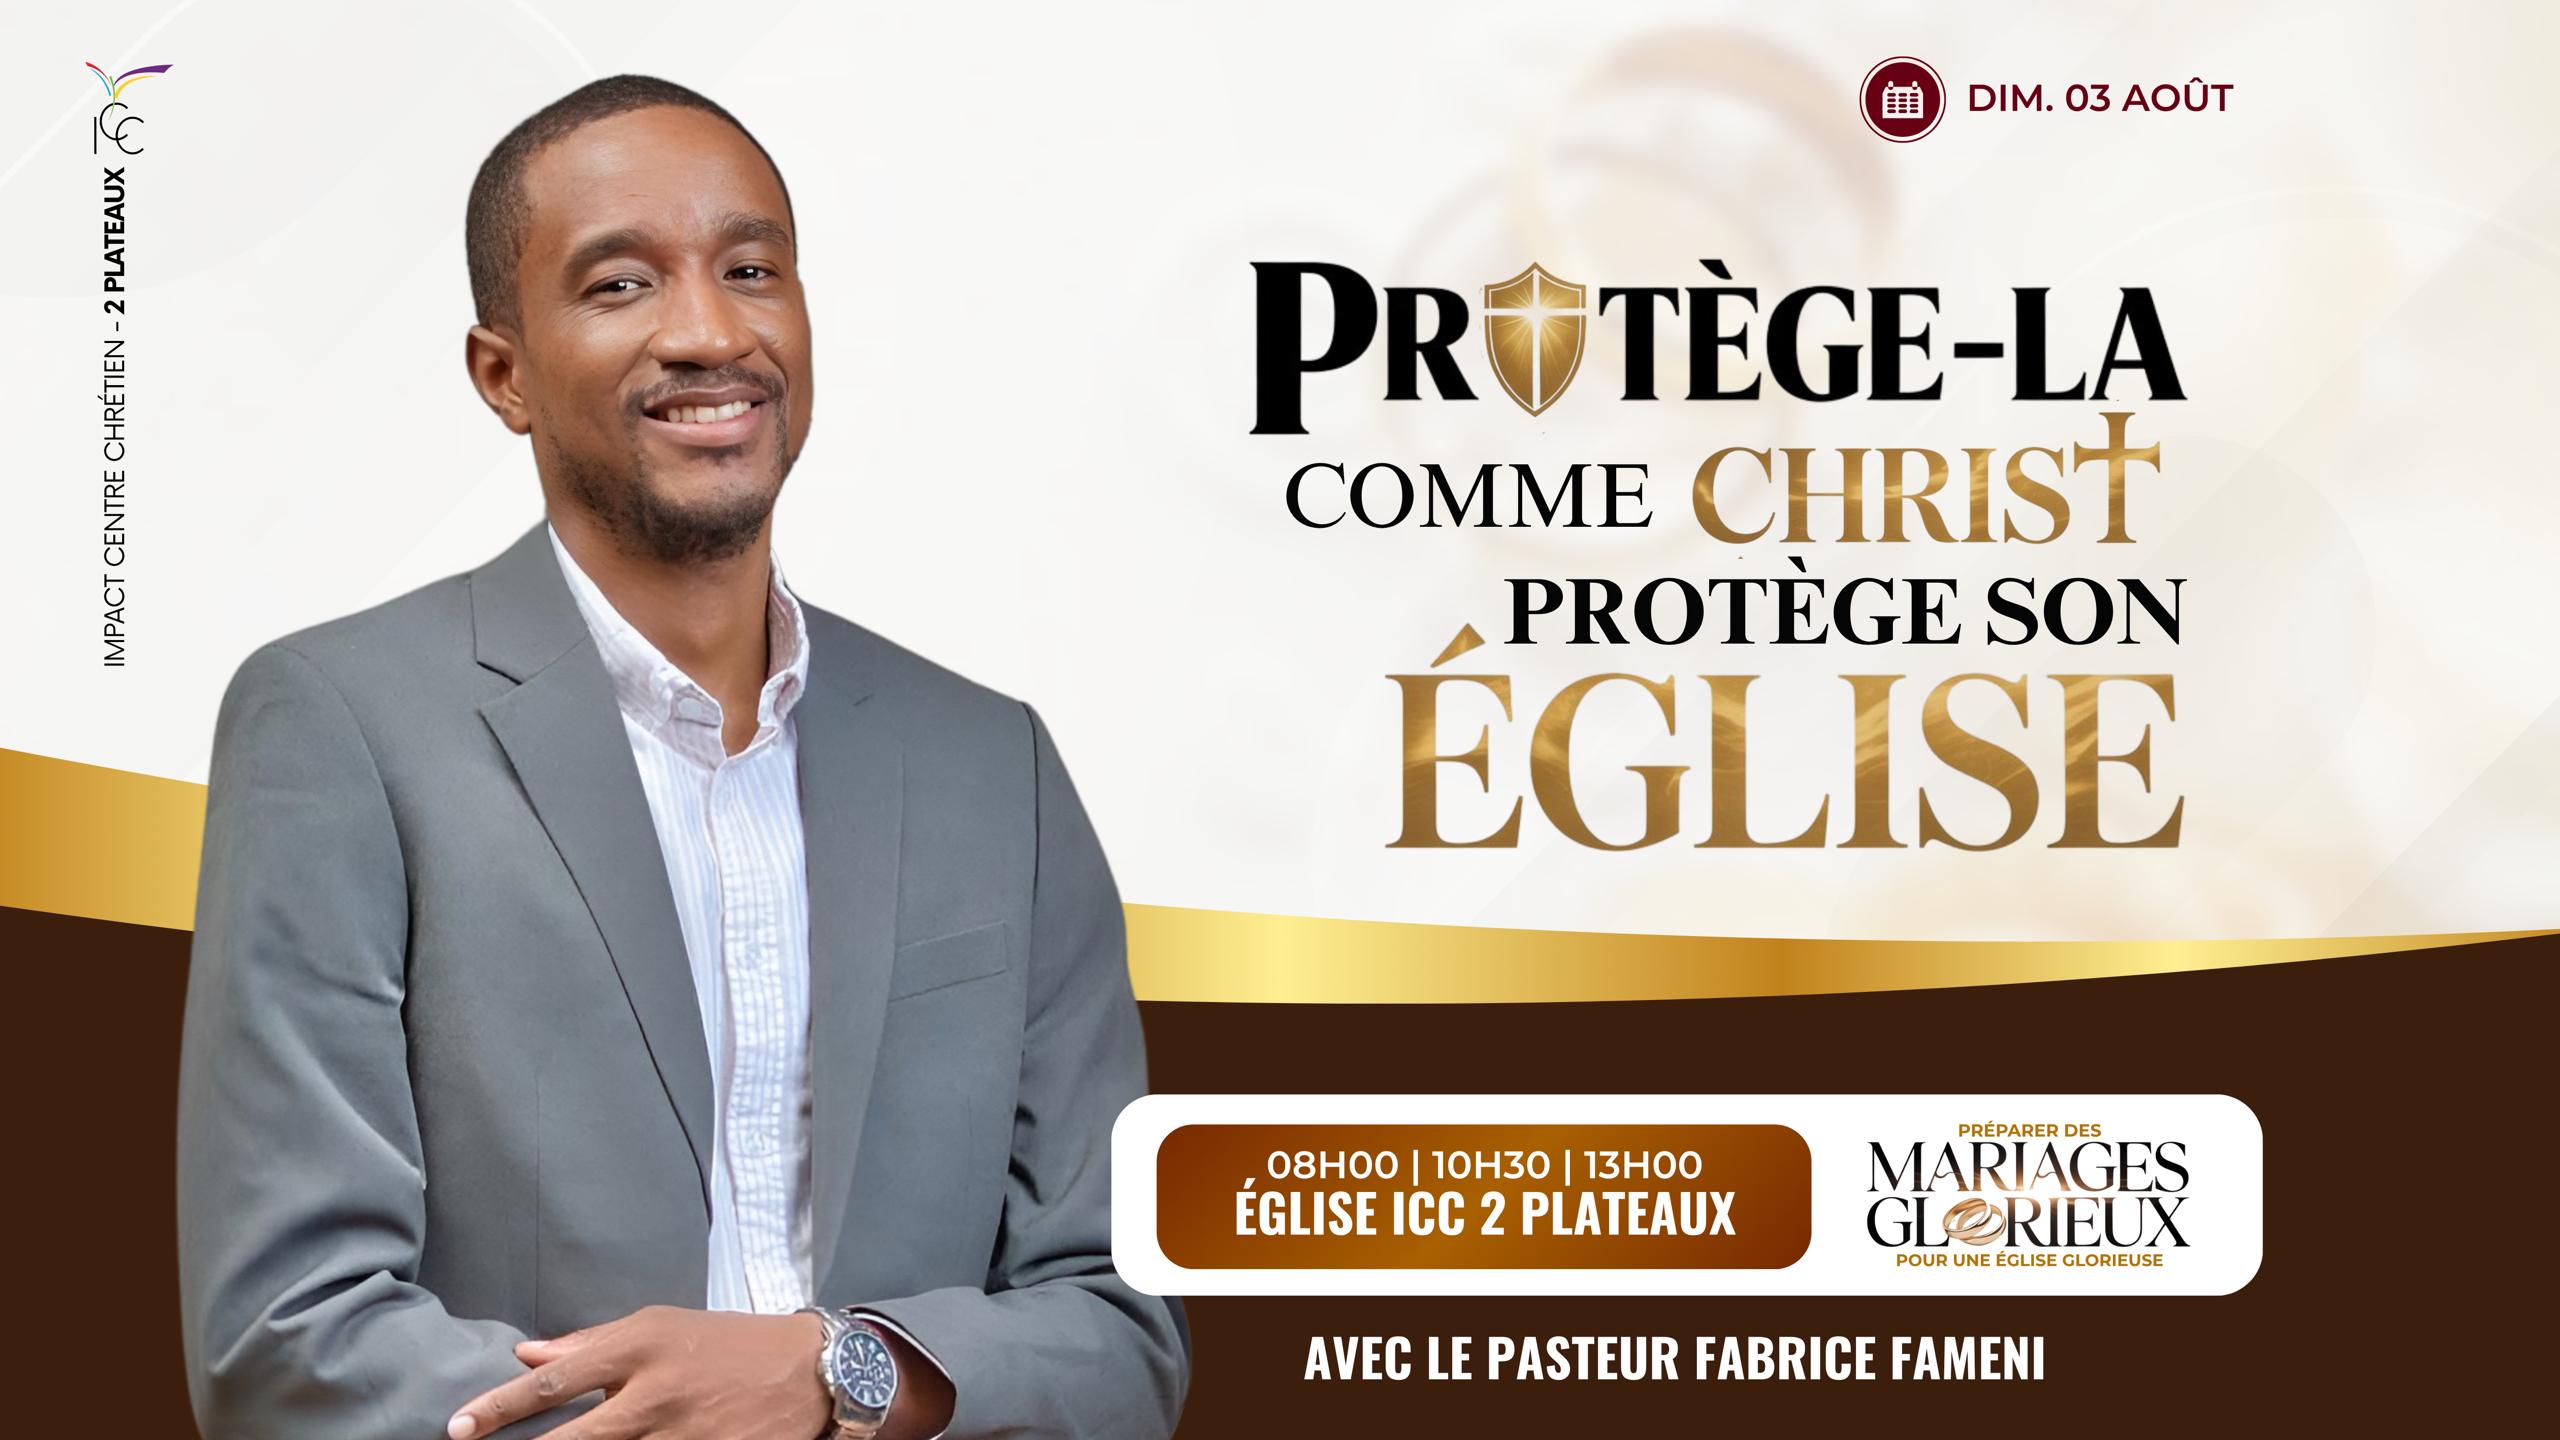 ICC
IMPACT CENTRE CHRÉTIEN - 2 PLATEAUX
DIM. 03 AOÛT
PROTÈGE-LA
COMME CHRIST
PROTÈGE SON
ÉGLISE
08H00 | 10H30 | 13H00
ÉGLISE ICC 2 PLATEAUX
PRÉPARER DES
MARIAGES
GLORIEUX
POUR UNE ÉGLISE GLORIEUSE
AVEC LE PASTEUR FABRICE FAMENI